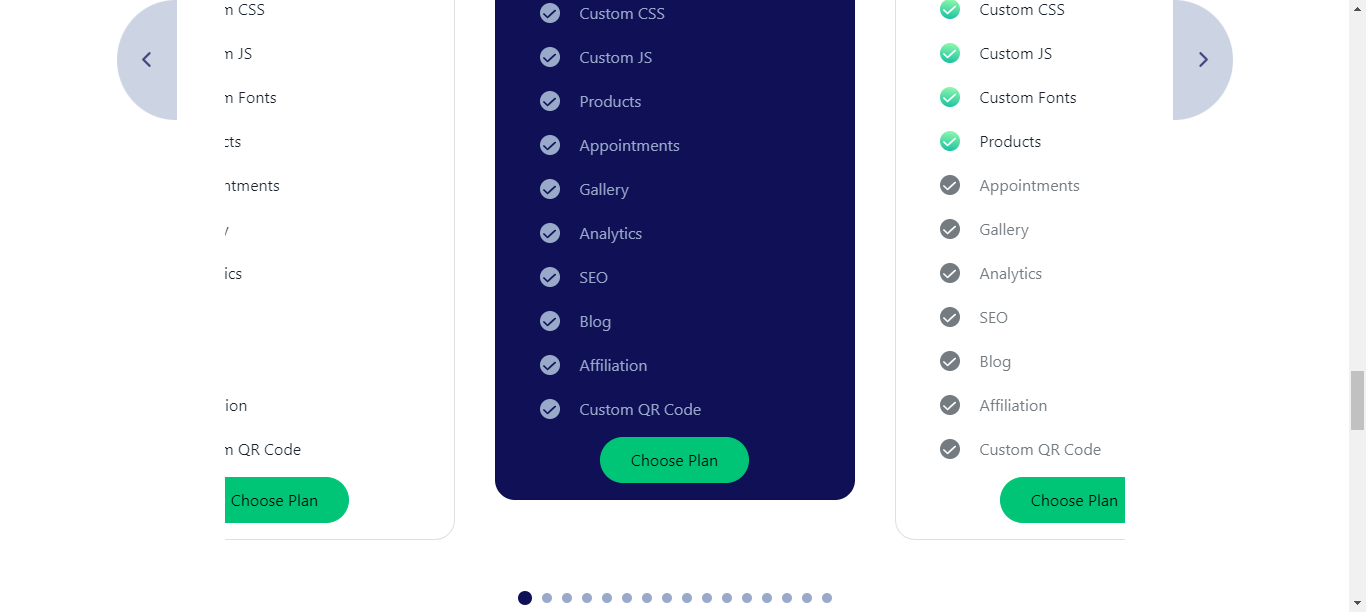 m CSS
m JS
m Fonts
cts
ntments
y
ics
ion
m QR Code
Choose Plan
Custom CSS
Custom JS
Products
Appointments
Gallery
Analytics
SEO
Blog
Affiliation
Custom QR Code
Choose Plan
Custom CSS
Custom JS
Custom Fonts
Products
Appointments
Gallery
Analytics
SEO
Blog
Affiliation
Custom QR Code
Choose Plan